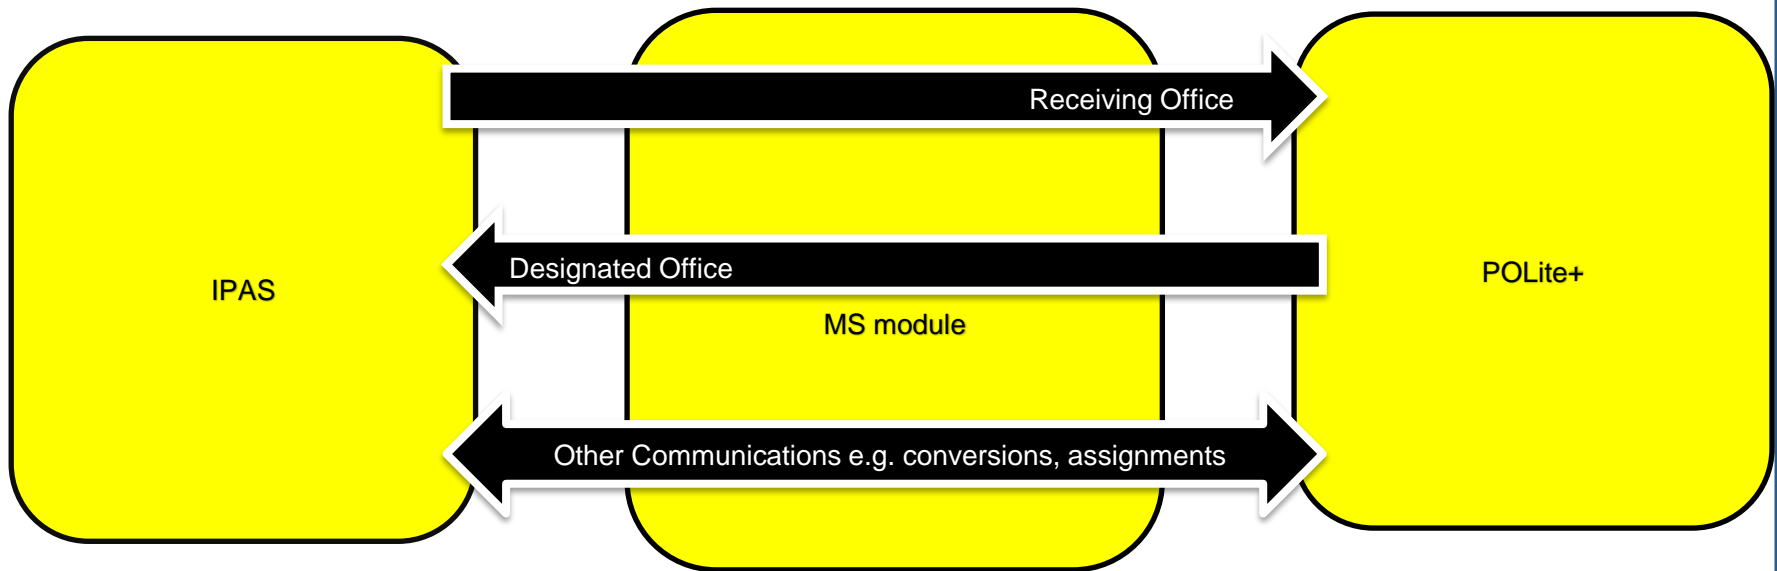 Receiving Office
Designated Office
IPAS
MS module
POLite+
Other Communications e.g. conversions, assignments